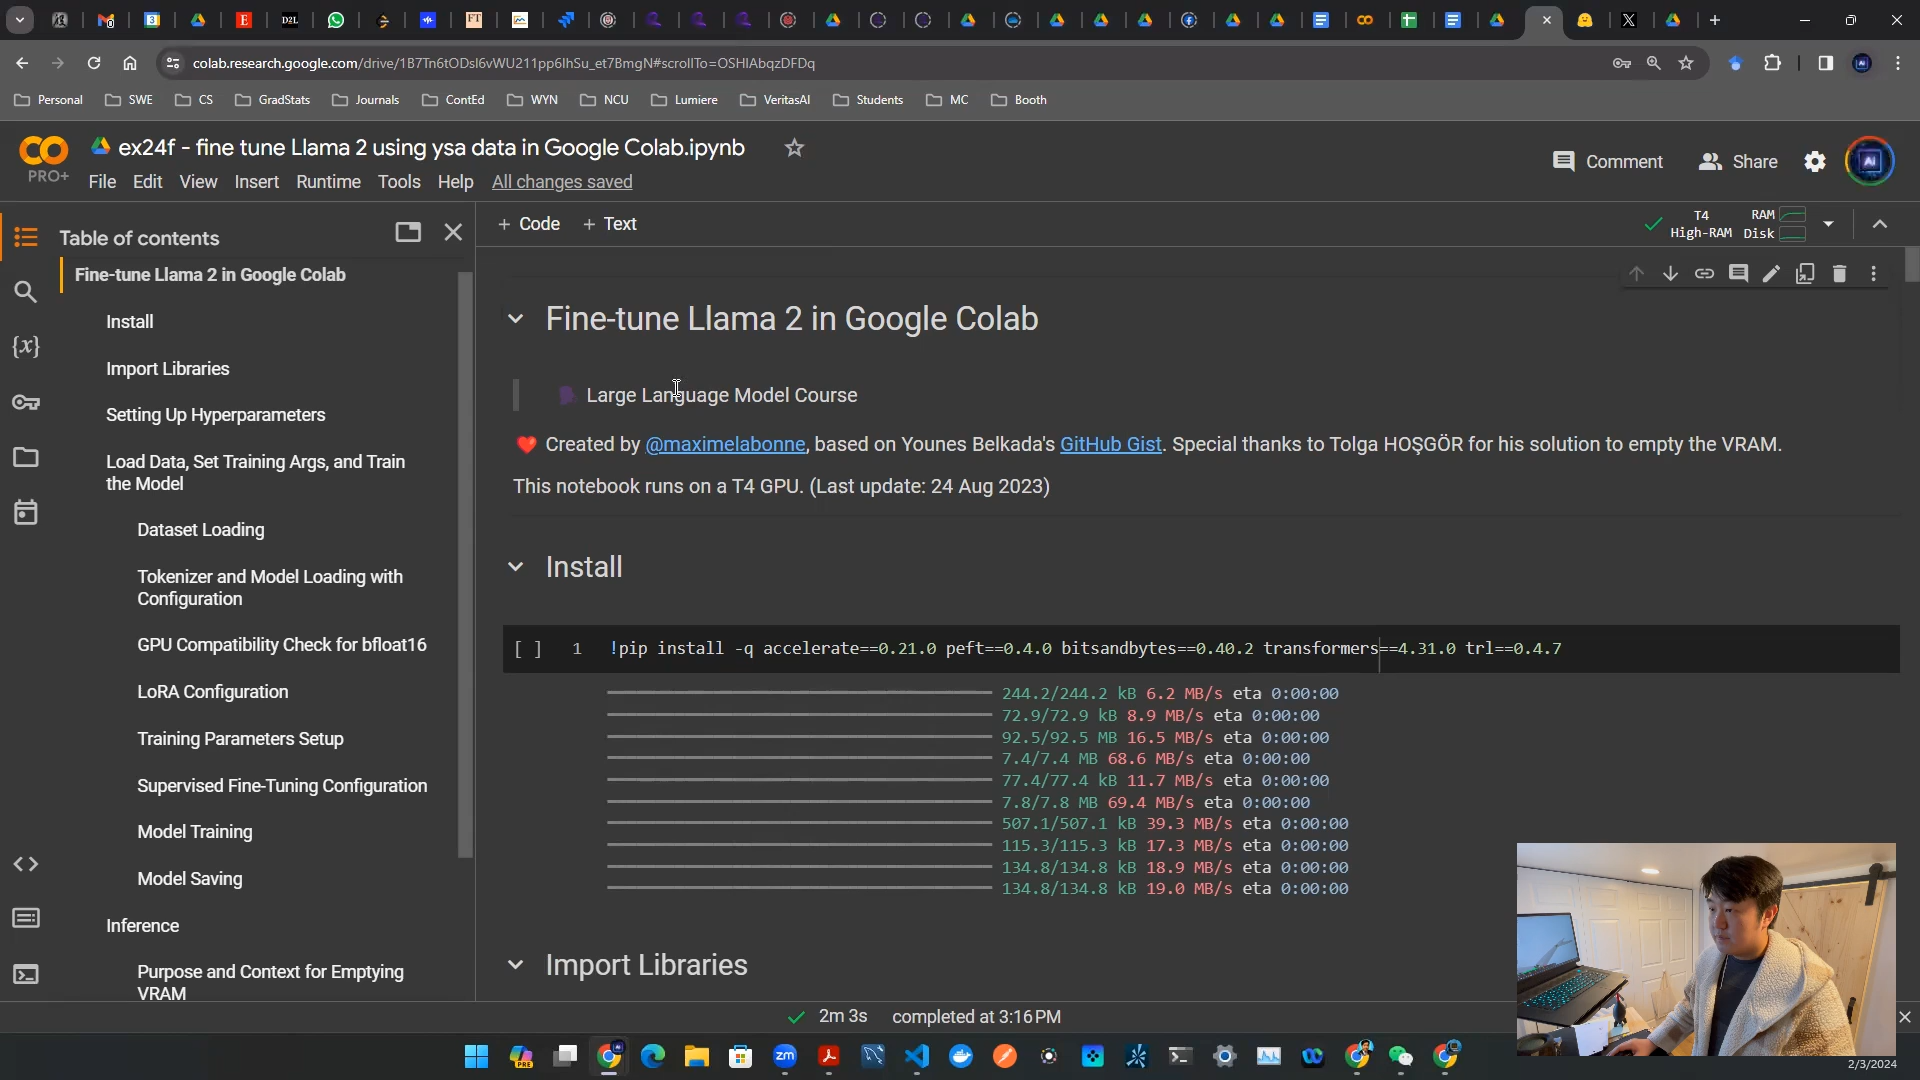 colab.research.google.com/drive/1B7Tn6tODsl6vWU211pp6lhSu_et7BmgN#scrollTo=OSHlAbqzDFDq
Personal SWE CS GradStats Journals ContEd WYN NCU Lumiere VeritasAI Students MC Booth
ex24f - fine tune Llama 2 using ysa data in Google Colab.ipynb
PRO+
File Edit View Insert Runtime Tools Help All changes saved
Comment Share
Table of contents
Fine-tune Llama 2 in Google Colab
Install
Import Libraries
Setting Up Hyperparameters
Load Data, Set Training Args, and Train
the Model
Dataset Loading
Tokenizer and Model Loading with
Configuration
GPU Compatibility Check for bfloat16
LoRA Configuration
Training Parameters Setup
Supervised Fine-Tuning Configuration
Model Training
Model Saving
Inference
Purpose and Context for Emptying
VRAM
+ Code + Text
T4 RAM
High-RAM Disk
Fine-tune Llama 2 in Google Colab
Large Language Model Course
Created by @maximelabonne, based on Younes Belkada's GitHub Gist. Special thanks to Tolga HOŞGÖR for his solution to empty the VRAM.
This notebook runs on a T4 GPU. (Last update: 24 Aug 2023)
Install
[ ] 1 !pip install -q accelerate==0.21.0 peft==0.4.0 bitsandbytes==0.40.2 transformers==4.31.0 trl==0.4.7
244.2/244.2 kB 6.2 MB/s eta 0:00:00
72.9/72.9 kB 8.9 MB/s eta 0:00:00
92.5/92.5 MB 16.5 MB/s eta 0:00:00
7.4/7.4 MB 68.6 MB/s eta 0:00:00
77.4/77.4 kB 11.7 MB/s eta 0:00:00
7.8/7.8 MB 69.4 MB/s eta 0:00:00
507.1/507.1 kB 39.3 MB/s eta 0:00:00
115.3/115.3 kB 17.3 MB/s eta 0:00:00
134.8/134.8 kB 18.9 MB/s eta 0:00:00
134.8/134.8 kB 19.0 MB/s eta 0:00:00
Import Libraries
2m 3s completed at 3:16 PM
2/3/2024